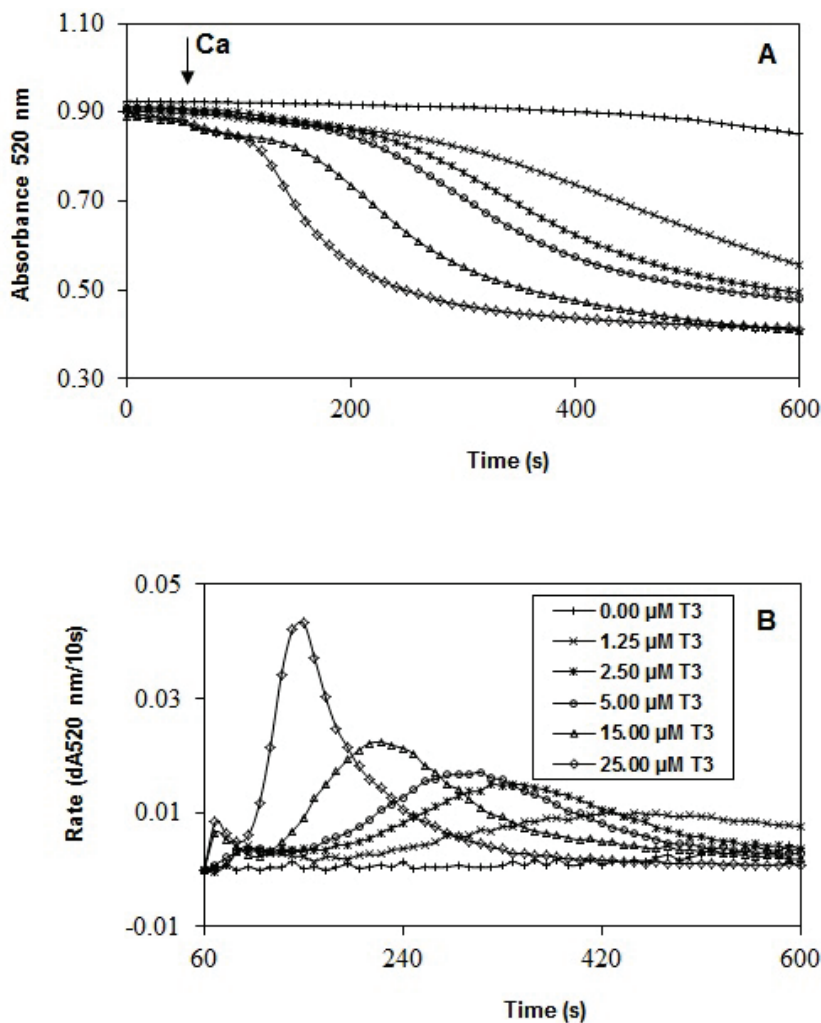 1.10
Ca
A
0.90
0.70
0.50
0.30
Absorbance 520 nm
0
200
400
600
Time (s)
0.05
0.03
0.01
-0.01
Rate (dA520 nm/10s)
B
0.00 µM T3
1.25 µM T3
2.50 µM T3
5.00 µM T3
15.00 µM T3
25.00 µM T3
60
240
420
600
Time (s)